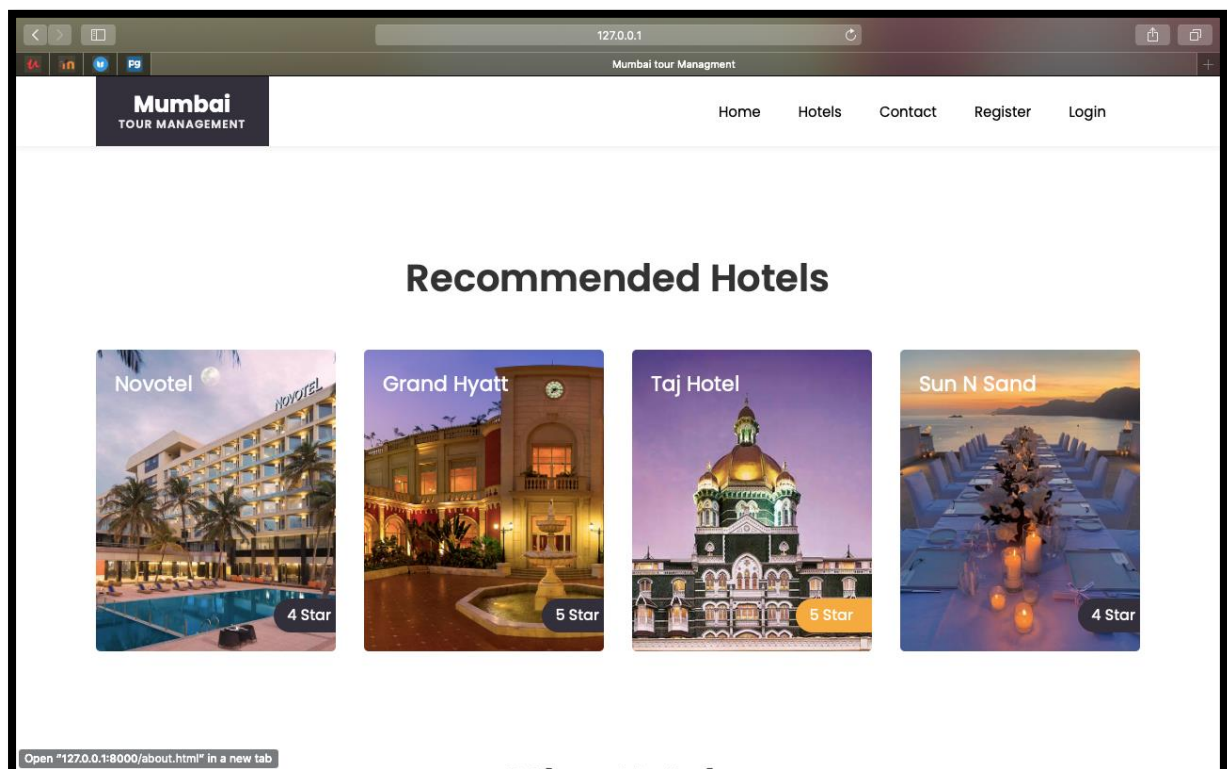 127.0.0.1
Mumbai tour Managment
Mumbai
TOUR MANAGEMENT
Home Hotels Contact Register Login
Recommended Hotels
Novotel
NOVOTEL
4 Star
Grand Hyatt
5 Star
Taj Hotel
5 Star
Sun N Sand
4 Star
Open "127.0.0.1:8000/about.html" in a new tab